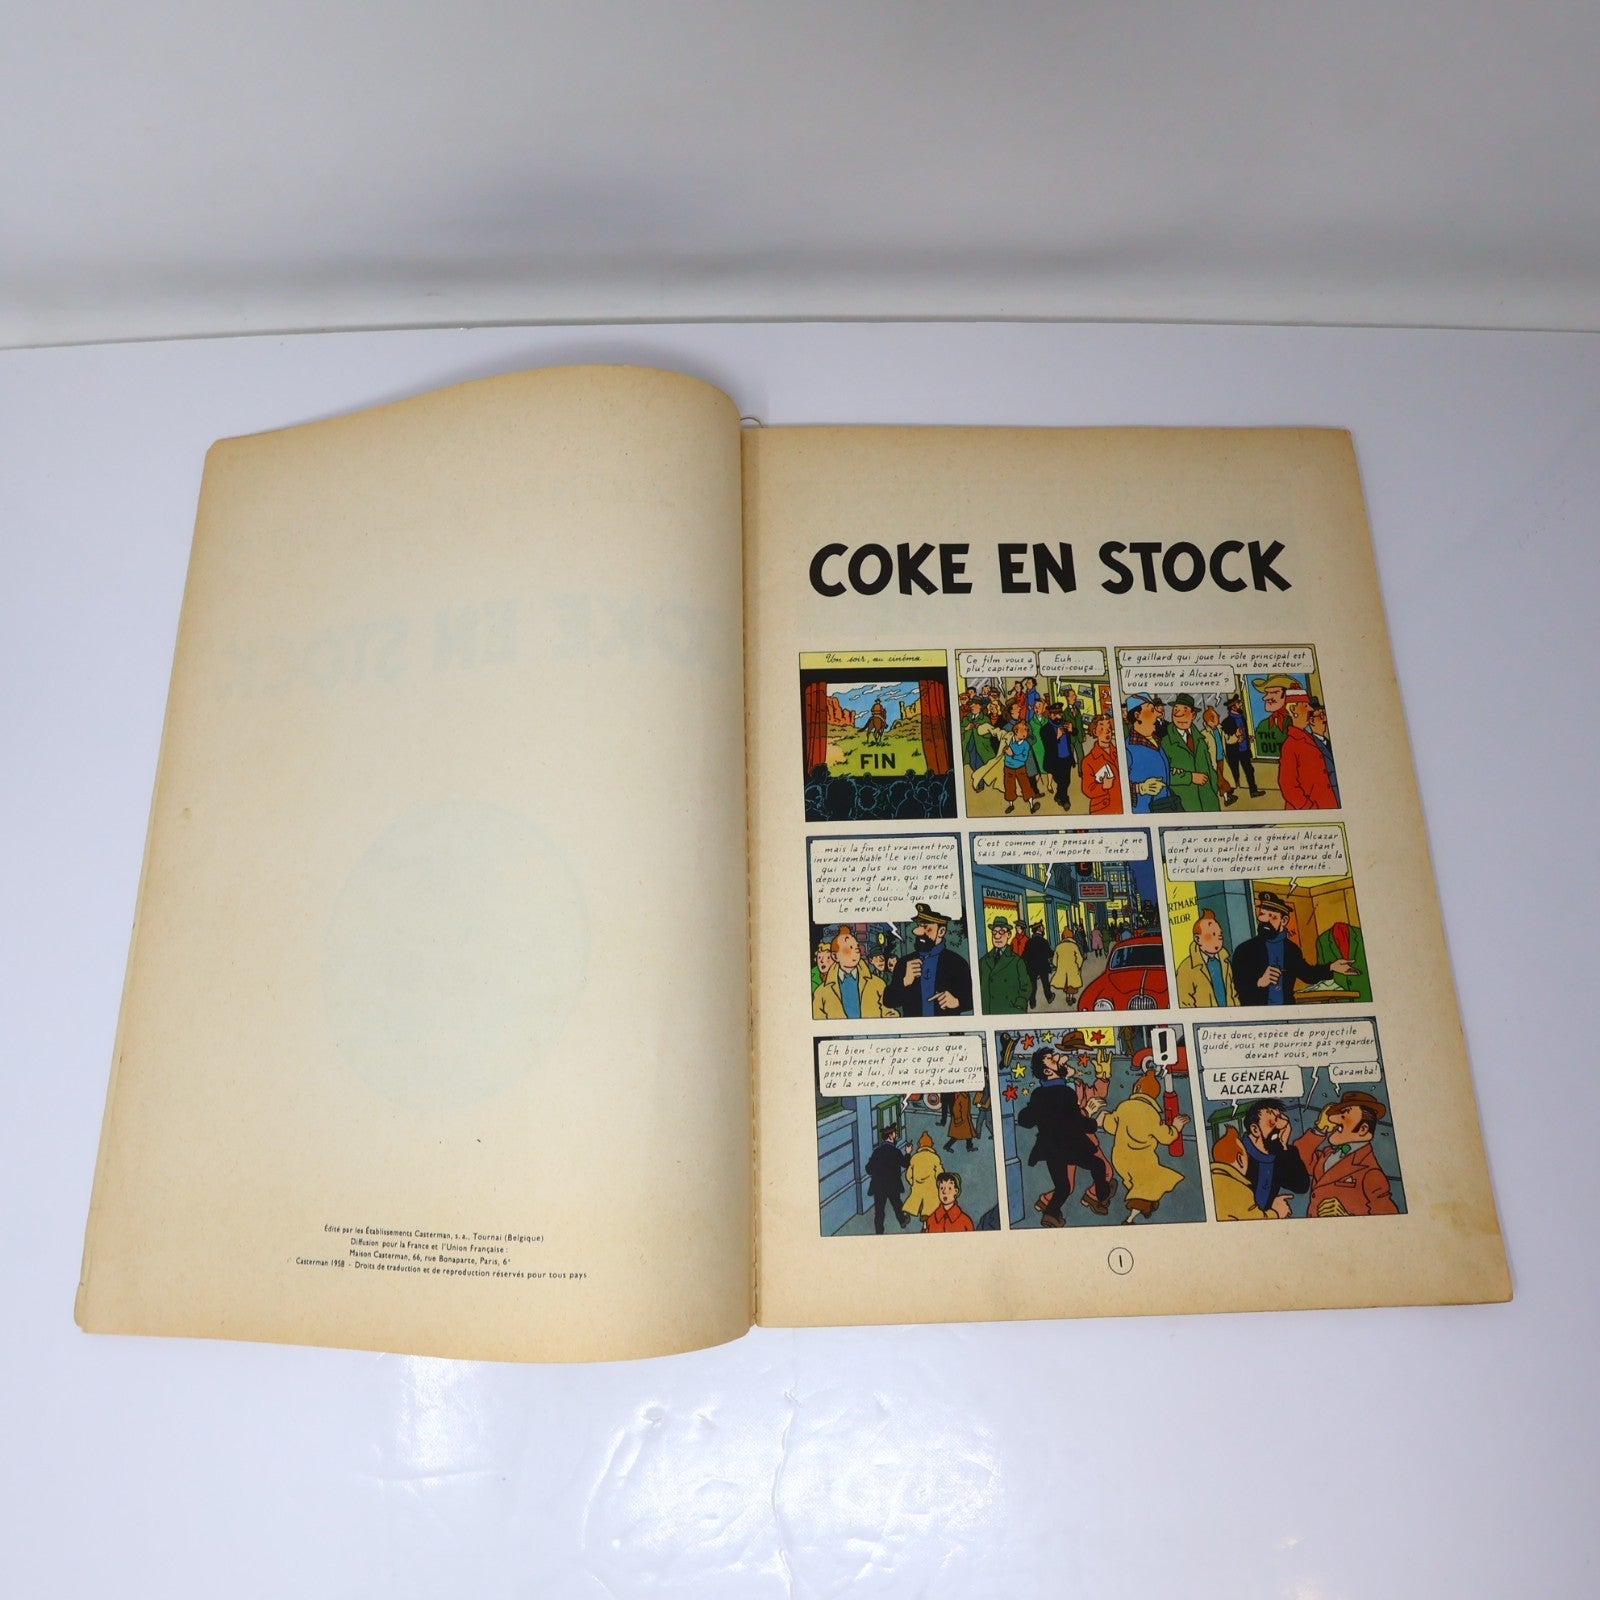 Édité par les Établissements Casterman, s. a., Tournai (Belgique)
Diffusion pour la France et l'Union Française :
Maison Casterman, 66, rue Bonaparte, Paris, 6e
Casterman 1958 - Droits de traduction et de reproduction réservés pour tous pays
COKE EN STOCK
Un soir, au cinéma...
FIN
Ce film vous a
plu, capitaine?
Euh...
couci-couça...
Le gaillard qui joue le rôle principal est
un bon acteur...
Il ressemble à Alcazar,
vous vous souvenez?
THE
OUT
...mais la fin est vraiment trop
invraisemblable! Le vieil oncle
qui n'a plus vu son neveu
depuis vingt ans, qui se met
à penser à lui... la porte
s'ouvre et, coucou! qui voilà?
Le neveu!
C'est comme si je pensais à... je ne
sais pas, moi, n'importe... Tenez...
DAMSAM
...par exemple à ce général Alcazar
dont vous parliez il y a un instant
et qui a complètement disparu de la
circulation depuis une éternité.
RTMAK
AILOR
Eh bien! croyez-vous que,
simplement par ce que j'ai
pensé à lui, il va surgir au coin
de la rue, comme ça, boum!?...
!
Dites donc, espèce de projectile
guidé, vous ne pourriez pas regarder
devant vous, non?
LE GÉNÉRAL
ALCAZAR!
Caramba!
1